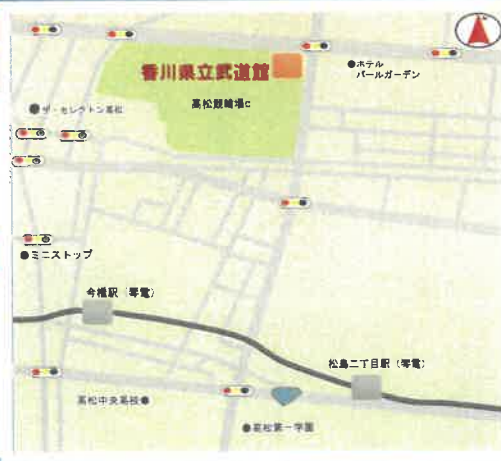 香川県立武道館
●ホテル
パールガーデン
高松競輪場C
●ザ・セレクトン高松
●ミニストップ
今橋駅（琴電）
松島二丁目駅（琴電）
高松中央高校●
●高松第一学園